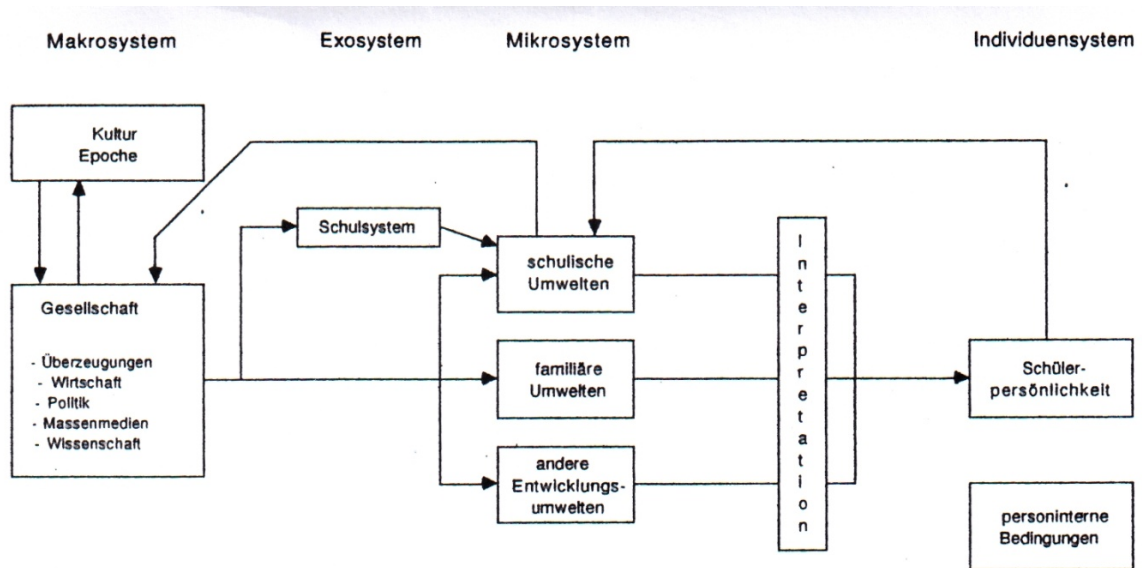 Makrosystem Exosystem Mikrosystem Individuensystem
Kultur
Epoche
Schulsystem
schulische
Umwelten
Gesellschaft
- Überzeugungen
- Wirtschaft
- Politik
- Massenmedien
- Wissenschaft
familiäre
Umwelten
andere
Entwicklungs-
umwelten
Interpretation
Schüler-
persönlichkeit
personinterne
Bedingungen